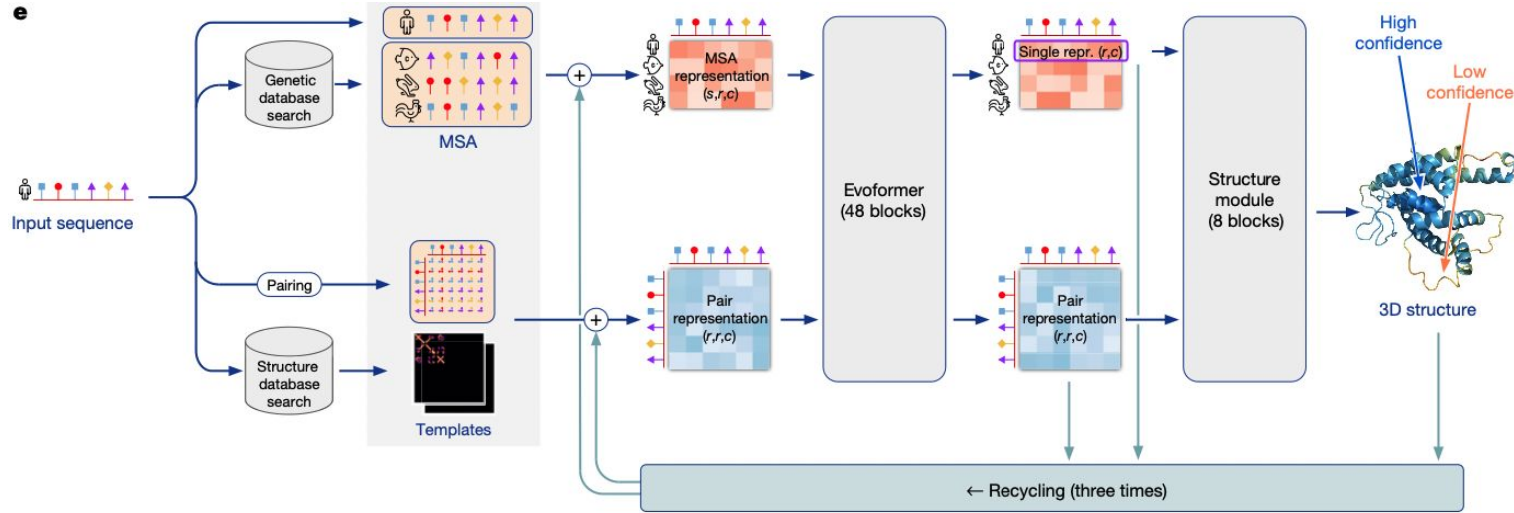 e
Input sequence
Genetic
database
search
MSA
Pairing
Structure
database
search
Templates
+
+
MSA
representation
(s,r,c)
Pair
representation
(r,r,c)
Evoformer
(48 blocks)
Single repr. (r,c)
Pair
representation
(r,r,c)
Structure
module
(8 blocks)
High
confidence
Low
confidence
3D structure
← Recycling (three times)